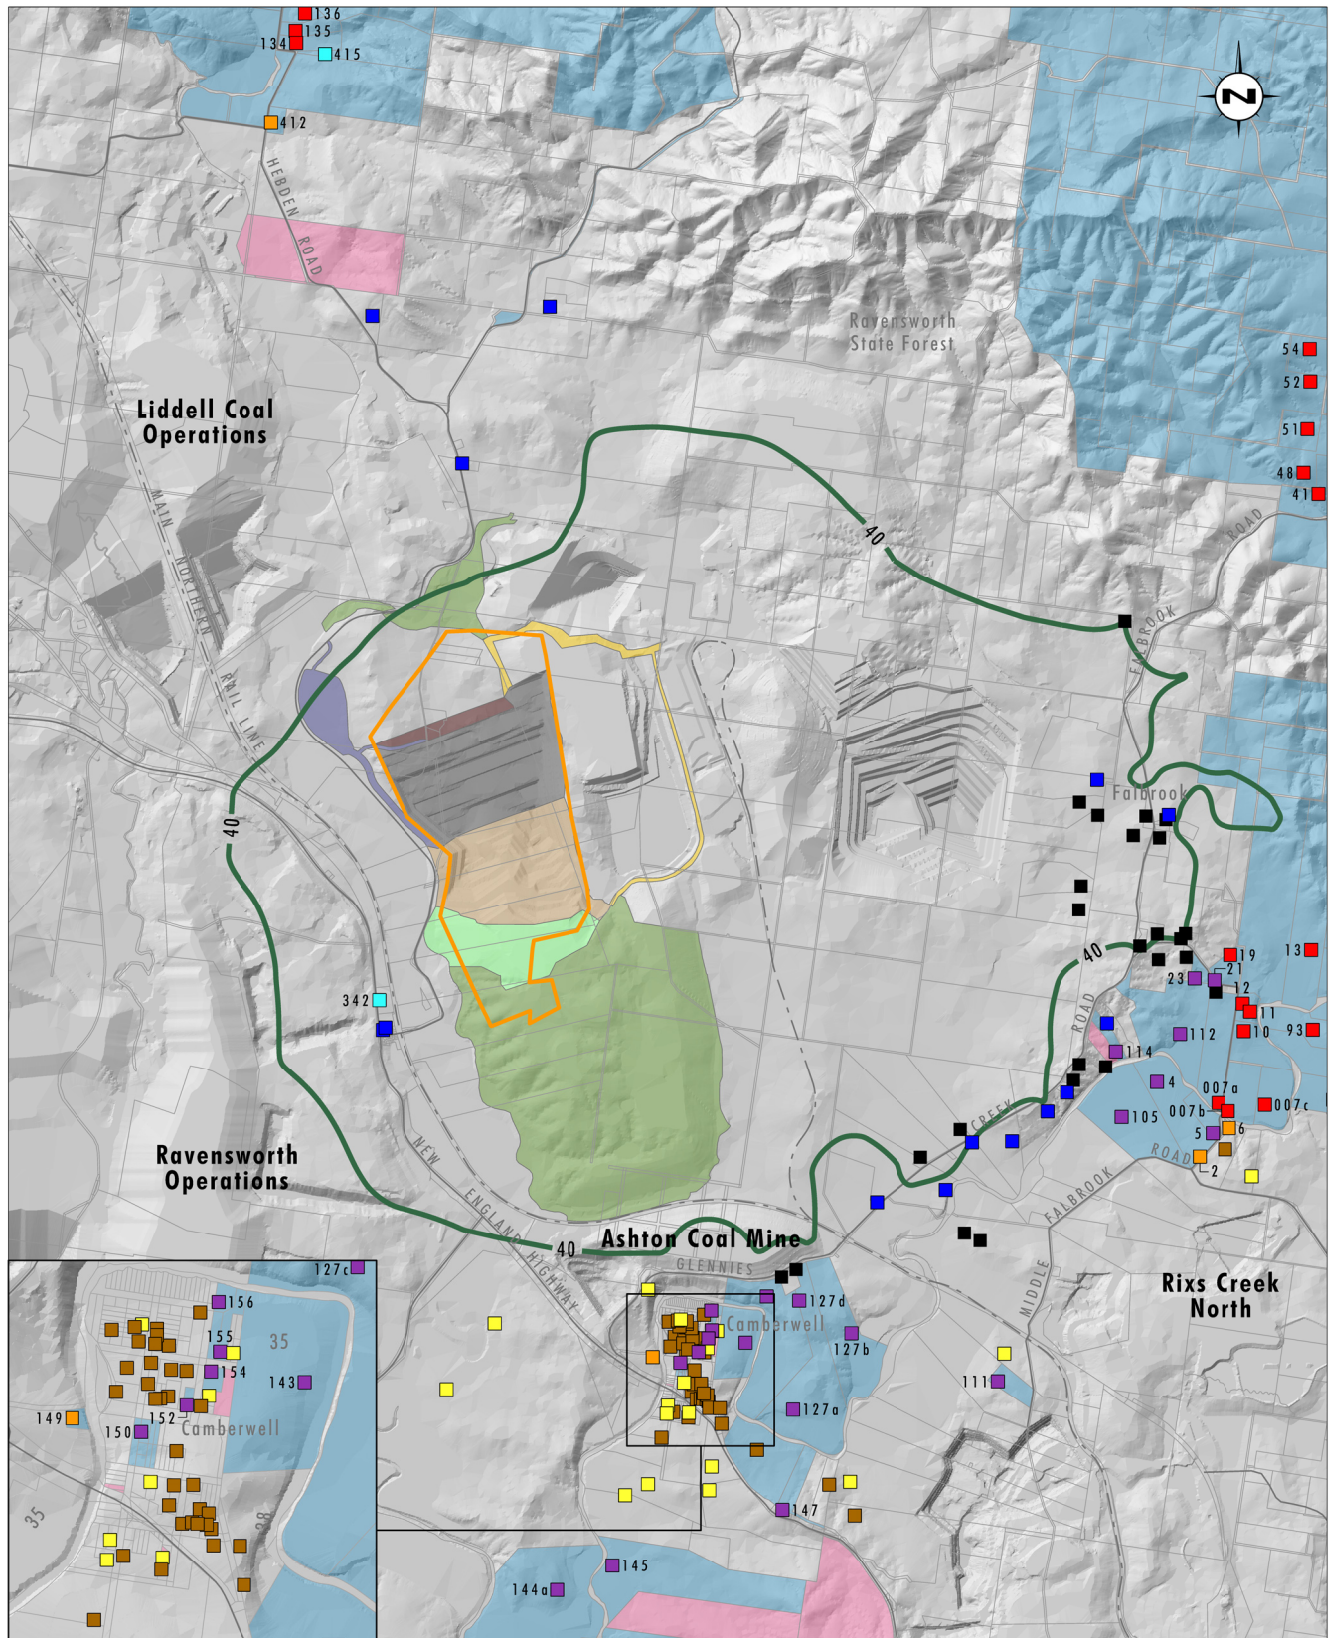 136
135
134
415
412
N
HEBDEN ROAD
Ravensworth
State Forest
54
52
51
48
41
Liddell Coal
Operations
MAIN NORTHERN RAIL LINE
40
FALBROOK ROAD
Falbrook
40
40
19
13
21
23
12
11
10
93
112
114
4
007a
007b
007c
105
6
5
2
342
ROAD
CREEK
FALBROOK ROAD
MIDDLE
Ravensworth
Operations
NEW ENGLAND HIGHWAY
40
Ashton Coal Mine
GLENNIES
Rixs Creek
North
127d
Camberwell
127b
111
127a
147
145
144a
127c
156
155
35
154
143
149
152
Camberwell
150
35
38